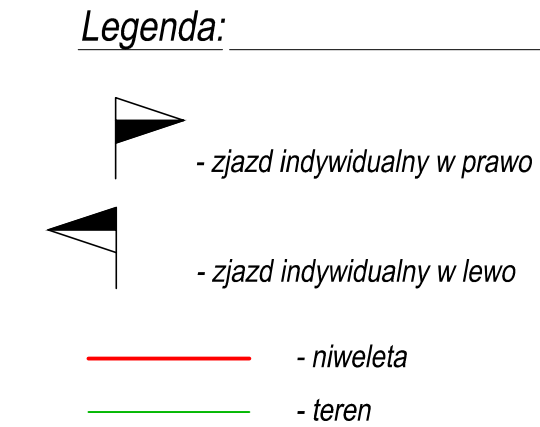 Legenda:
- zjazd indywidualny w prawo
- zjazd indywidualny w lewo
- niweleta
- teren